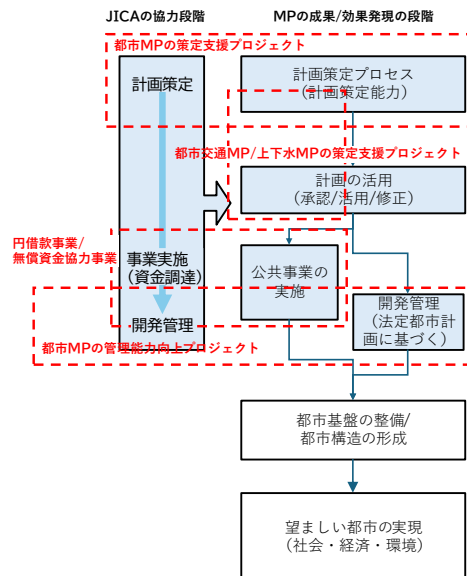 JICAの協力段階
MPの成果/効果発現の段階
都市MPの策定支援プロジェクト
計画策定
計画策定プロセス
(計画策定能力)
都市交通MP/上下水MPの策定支援プロジェクト
計画の活用
(承認/活用/修正)
円借款事業/
無償資金協力事業
事業実施
(資金調達)
公共事業の
実施
開発管理
開発管理
(法定都市計
画に基づく)
都市MPの管理能力向上プロジェクト
都市基盤の整備/
都市構造の形成
望ましい都市の実現
(社会・経済・環境)